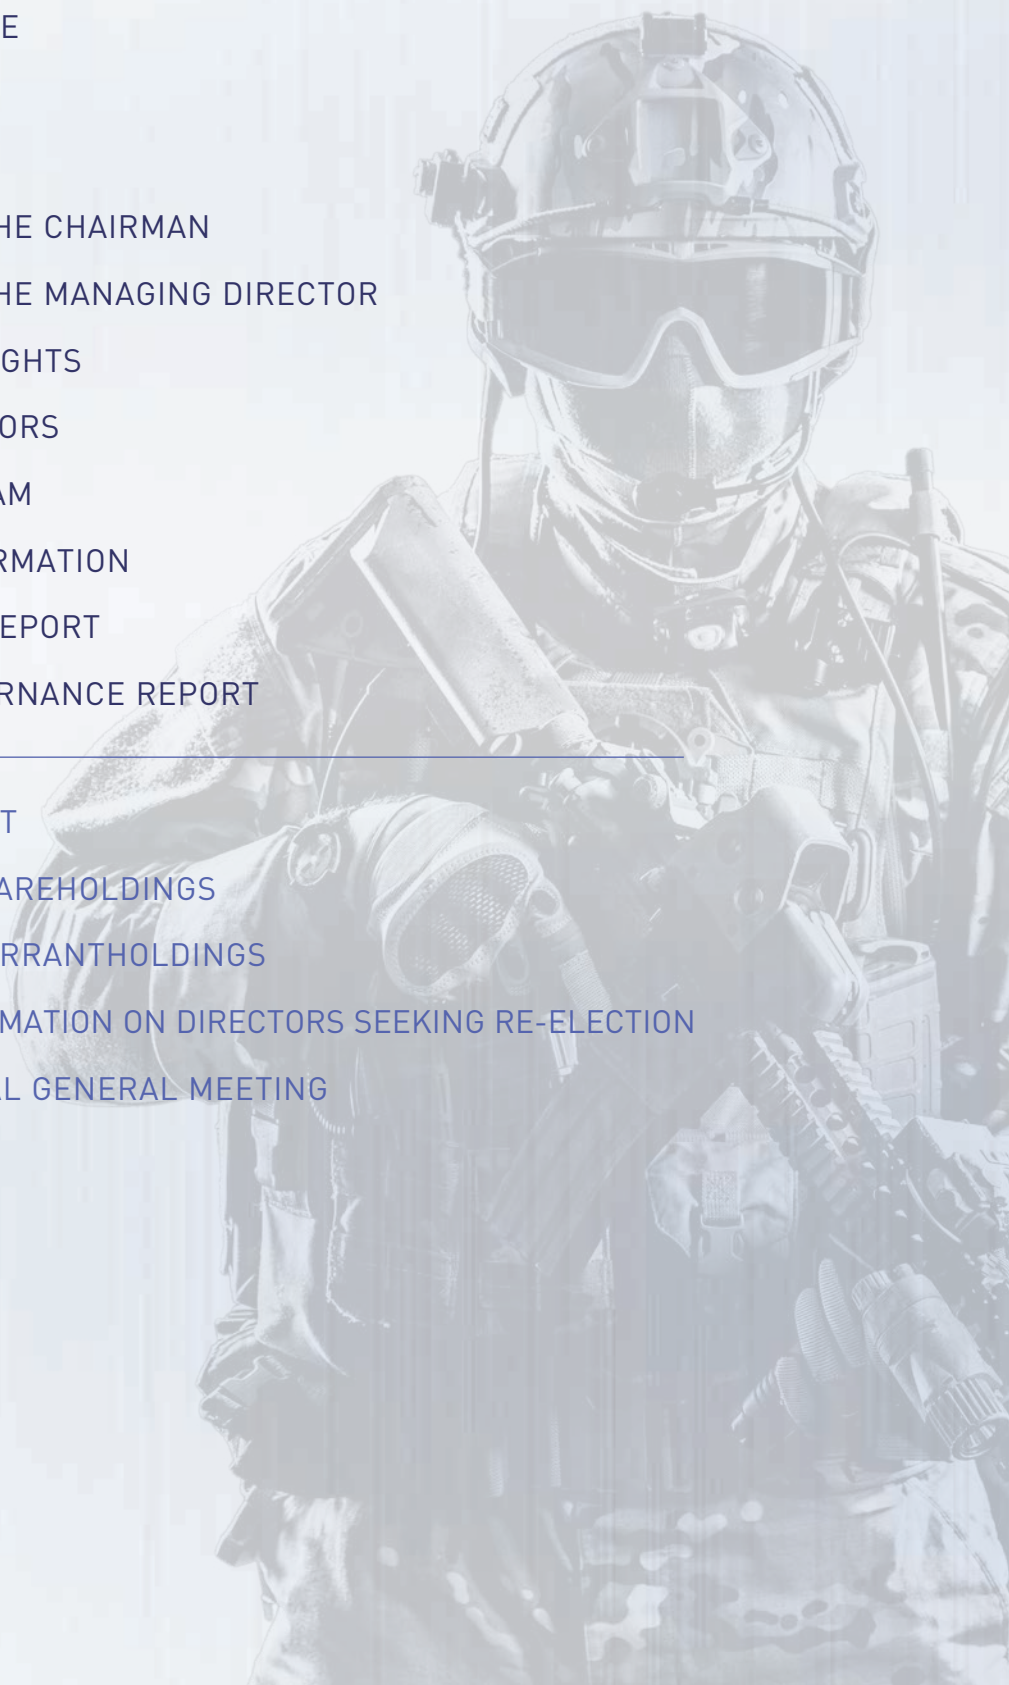 E
HE CHAIRMAN
HE MANAGING DIRECTOR
GHTS
ORS
AM
RMATION
EPORT
RNANCE REPORT
T
AREHOLDINGS
RRANTHOLDINGS
MATION ON DIRECTORS SEEKING RE-ELECTION
AL GENERAL MEETING